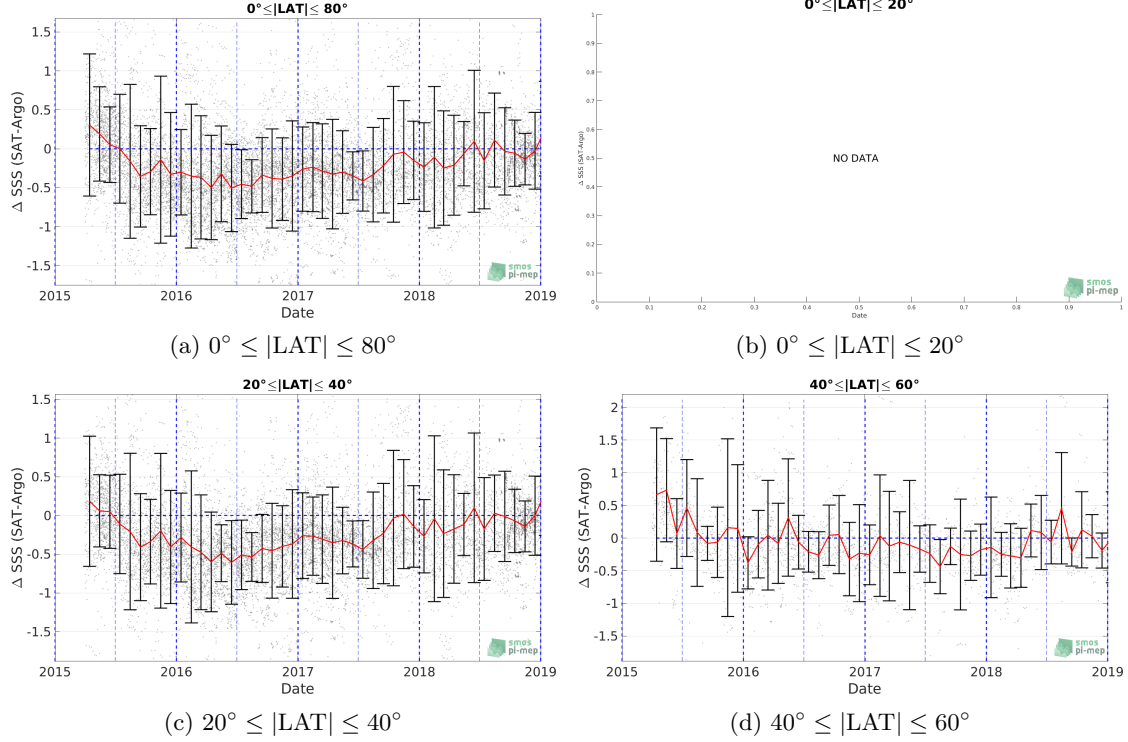 0°≤|LAT|≤ 80°
Δ SSS (SAT-Argo)
1.5
1
0.5
0
-0.5
-1
-1.5
2015 2016 2017 2018 2019
Date
smos
pi-mep
(a) 0° ≤ |LAT| ≤ 80°
0°≤|LAT|≤ 20°
Δ SSS (SAT-Argo)
1
0.9
0.8
0.7
0.6
0.5
0.4
0.3
0.2
0.1
0
NO DATA
0 0.1 0.2 0.3 0.4 0.5 0.6 0.7 0.8 0.9 1
Date
smos
pi-mep
(b) 0° ≤ |LAT| ≤ 20°
20°≤|LAT|≤ 40°
Δ SSS (SAT-Argo)
1.5
1
0.5
0
-0.5
-1
-1.5
2015 2016 2017 2018 2019
Date
smos
pi-mep
(c) 20° ≤ |LAT| ≤ 40°
40°≤|LAT|≤ 60°
Δ SSS (SAT-Argo)
2
1.5
1
0.5
0
-0.5
-1
-1.5
2015 2016 2017 2018 2019
Date
smos
pi-mep
(d) 40° ≤ |LAT| ≤ 60°